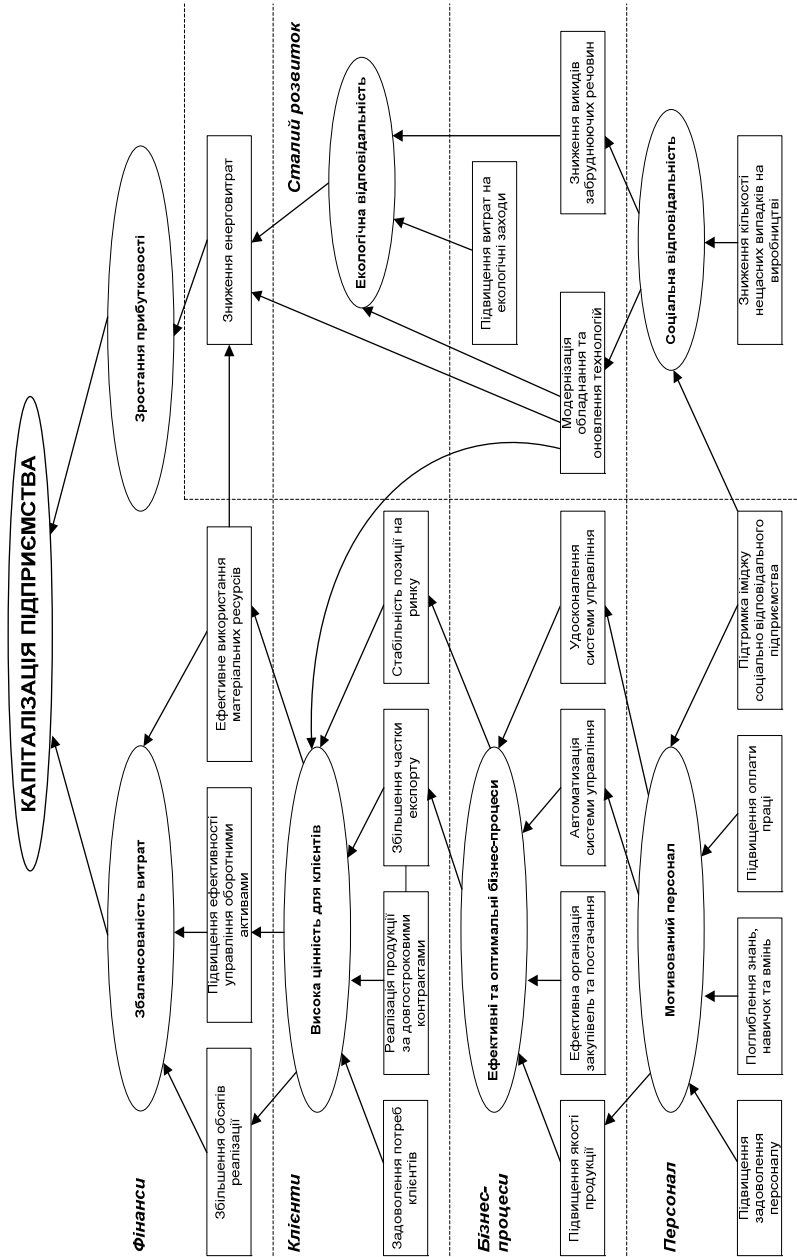 КАПІТАЛІЗАЦІЯ ПІДПРИЄМСТВА
Фінанси
Збалансованість витрат
Зростання прибутковості
Збільшення обсягів
реалізації
Підвищення ефективності
управління оборотними
активами
Ефективне використання
матеріальних ресурсів
Зниження енерговитрат
Клієнти
Висока цінність для клієнтів
Сталий розвиток
Екологічна відповідальність
Задоволення потреб
клієнтів
Реалізація продукції
за довгостроковими
контрактами
Збільшення частки
експорту
Стабільність позиції на
ринку
Бізнес-
процеси
Ефективні та оптимальні бізнес-процеси
Підвищення витрат на
екологічні заходи
Підвищення якості
продукції
Ефективна організація
закупівель та постачання
Автоматизація
системи управління
Удосконалення
системи управління
Модернізація
обладнання та
оновлення технологій
Зниження викидів
забруднюючих речовин
Персонал
Мотивований персонал
Соціальна відповідальність
Підвищення
задоволення
персоналу
Поглиблення знань,
навичок та вмінь
Підвищення оплати
праці
Підтримка іміджу
соціально відповідального
підприємства
Зниження кількості
нещасних випадків на
виробництві